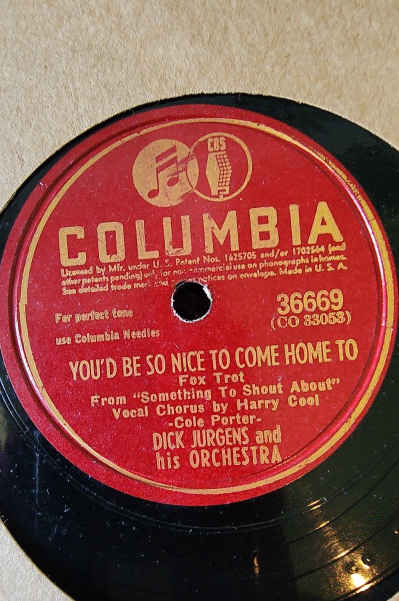 CBS
COLUMBIA
Licensed by Mfr. under U. S. Patent Nos. 1625705 and/or 1702564 (and
other patents pending) only for non-commercial use on phonographs in homes.
See detailed trade mark and notices on envelope. Made in U. S. A.
For perfect tone
use Columbia Needles
36669
(CO 33053)
YOU'D BE SO NICE TO COME HOME TO
Fox Trot
From "Something To Shout About"
Vocal Chorus by Harry Cool
-Cole Porter-
DICK JURGENS and
his ORCHESTRA